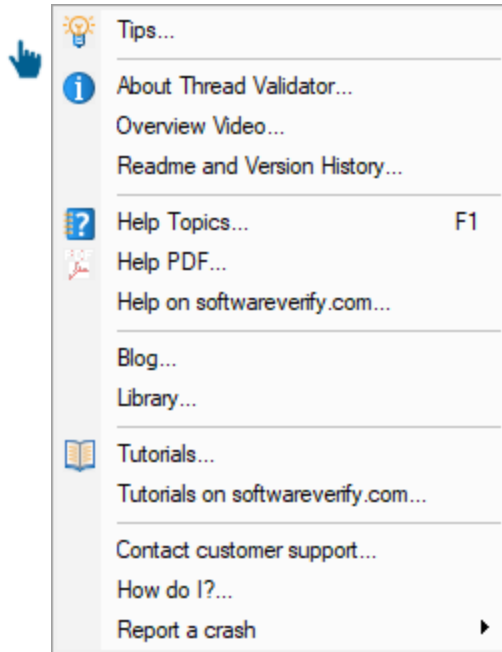 Tips...
About Thread Validator...
Overview Video...
Readme and Version History...
Help Topics... F1
Help PDF...
Help on softwareverify.com...
Blog...
Library...
Tutorials...
Tutorials on softwareverify.com...
Contact customer support...
How do I?...
Report a crash